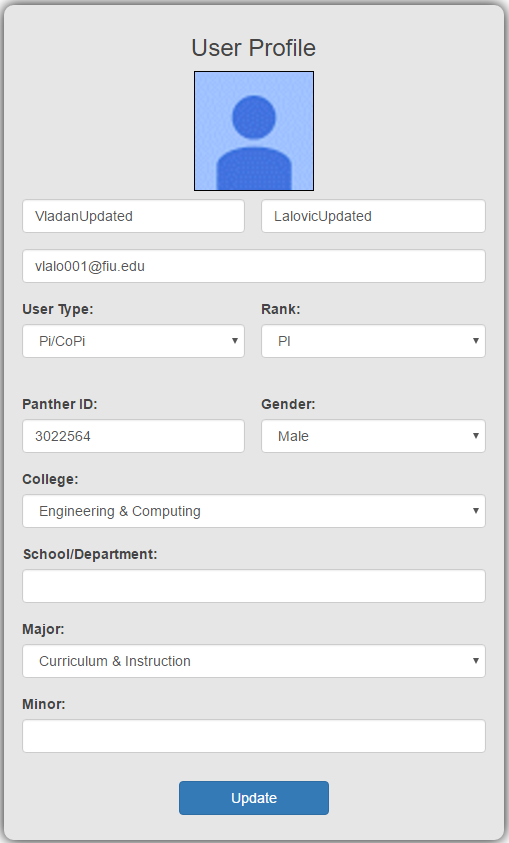 User Profile
VladanUpdated LalovicUpdated
vlalo001@fiu.edu
User Type: Rank:
Pi/CoPi PI
Panther ID: Gender:
3022564 Male
College:
Engineering & Computing
School/Department:
Major:
Curriculum & Instruction
Minor:
Update